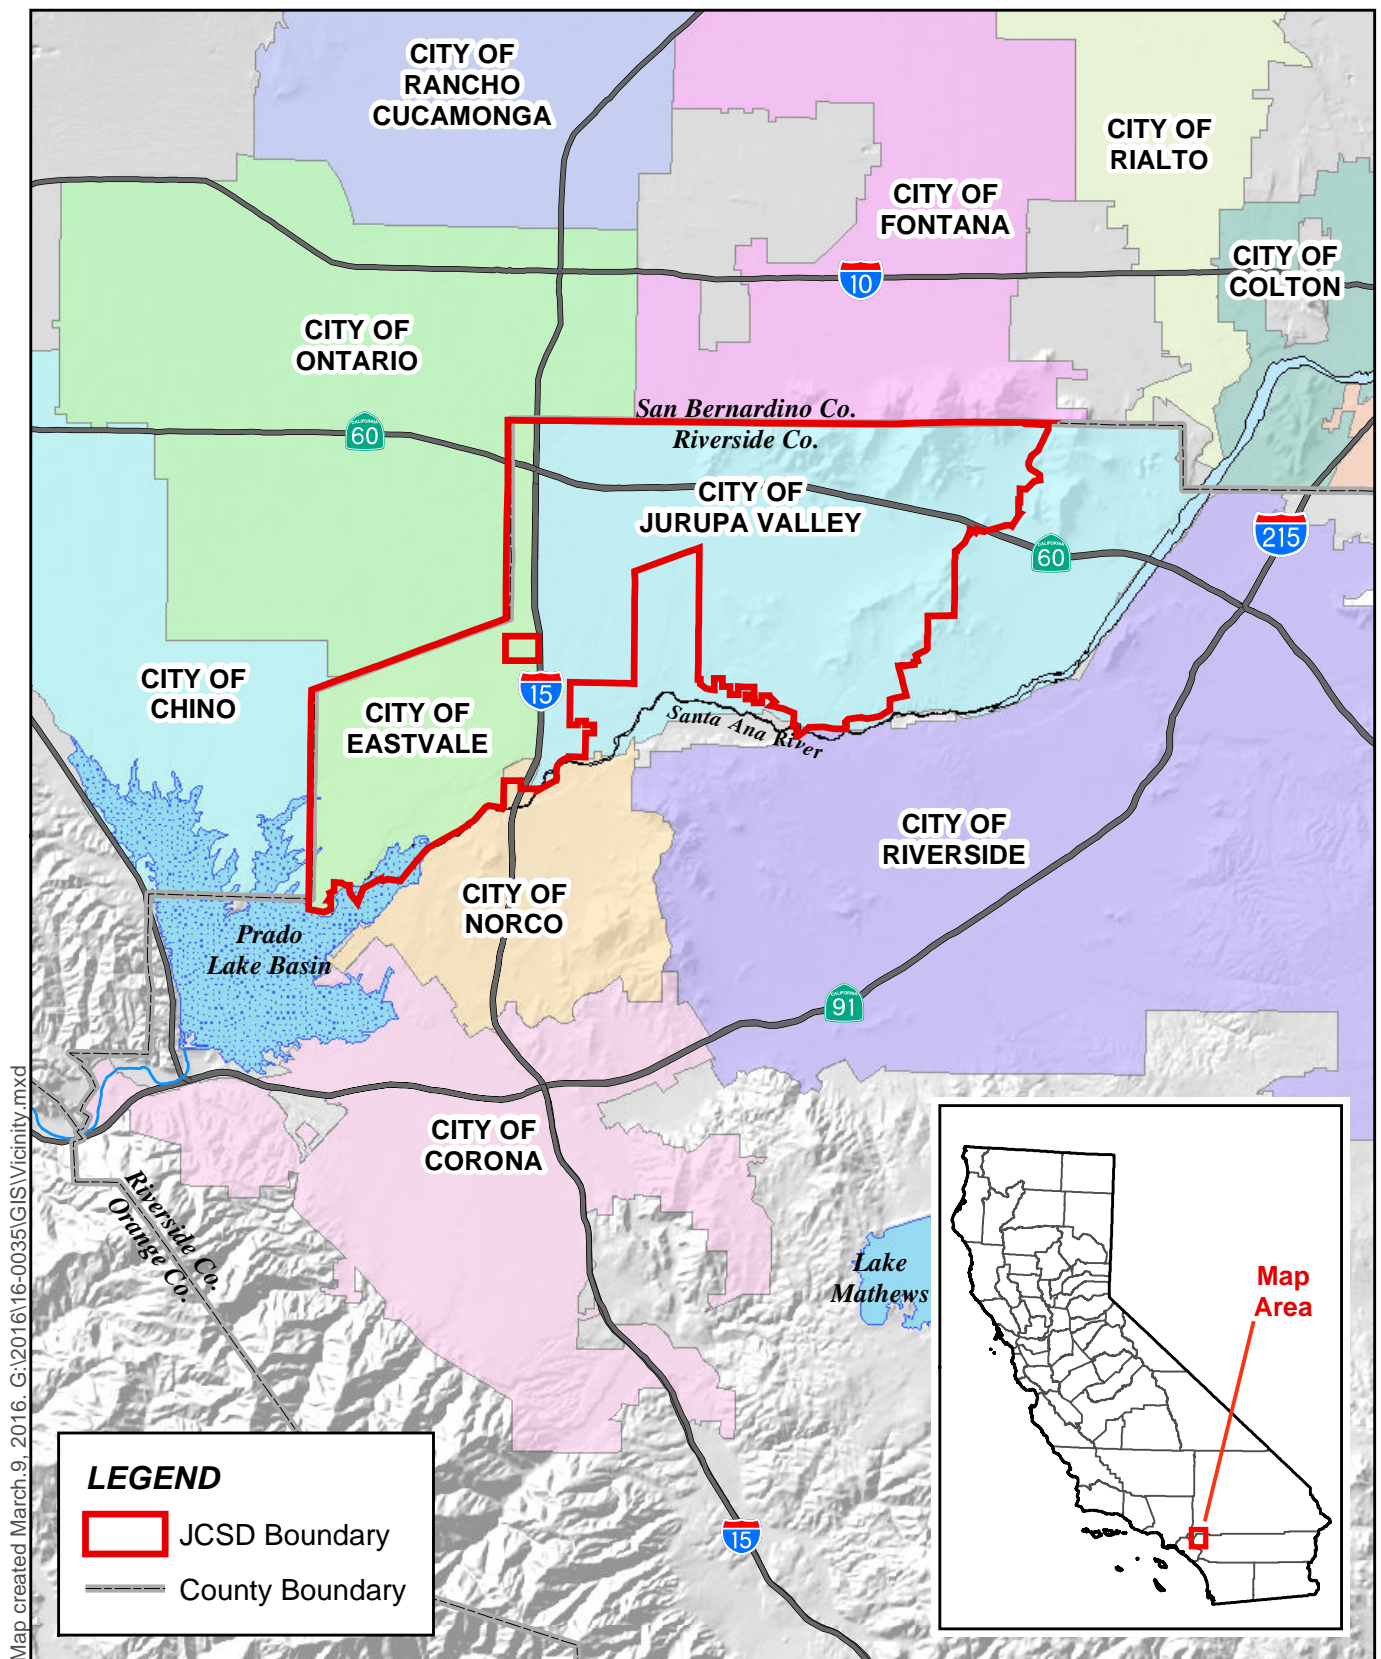 CITY OF
RANCHO
CUCAMONGA
CITY OF
RIALTO
CITY OF
FONTANA
CITY OF
COLTON
10
CITY OF
ONTARIO
San Bernardino Co.
Riverside Co.
CALIFORNIA
60
CITY OF
JURUPA VALLEY
215
CALIFORNIA
60
CITY OF
CHINO
15
CITY OF
EASTVALE
Santa Ana River
CITY OF
RIVERSIDE
CITY OF
NORCO
Prado
Lake Basin
CALIFORNIA
91
CITY OF
CORONA
Riverside Co.
Orange Co.
Lake
Mathews
Map
Area
15
LEGEND
JCSD Boundary
County Boundary
Map created March.9, 2016. G:\2016\16-0035\GIS\Vicinity.mxd